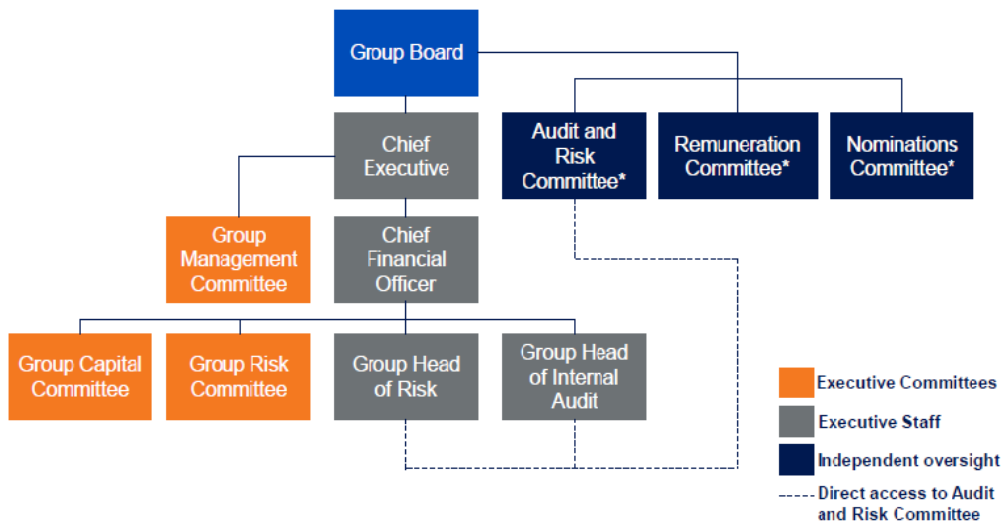 Group Board
Chief
Executive
Audit and
Risk
Committee*
Remuneration
Committee*
Nominations
Committee*
Group
Management
Committee
Chief
Financial
Officer
Group Capital
Committee
Group Risk
Committee
Group Head
of Risk
Group Head
of Internal
Audit
Executive Committees
Executive Staff
Independent oversight
Direct access to Audit
and Risk Committee